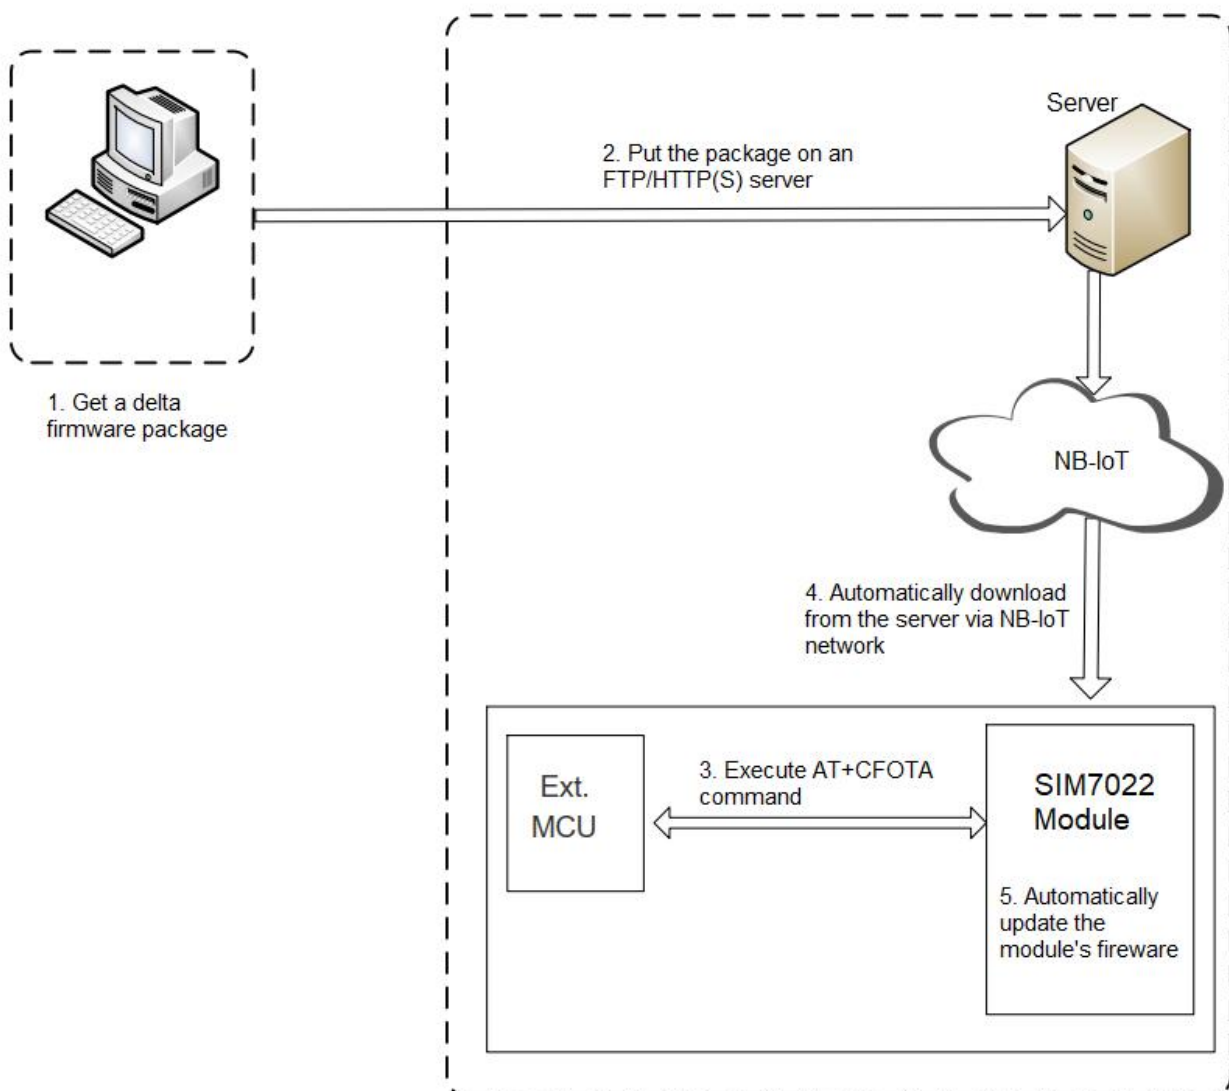 Server
2. Put the package on an
FTP/HTTP(S) server
1. Get a delta
firmware package
NB-IoT
4. Automatically download
from the server via NB-IoT
network
3. Execute AT+CFOTA
command
Ext.
MCU
SIM7022
Module
5. Automatically
update the
module's fireware